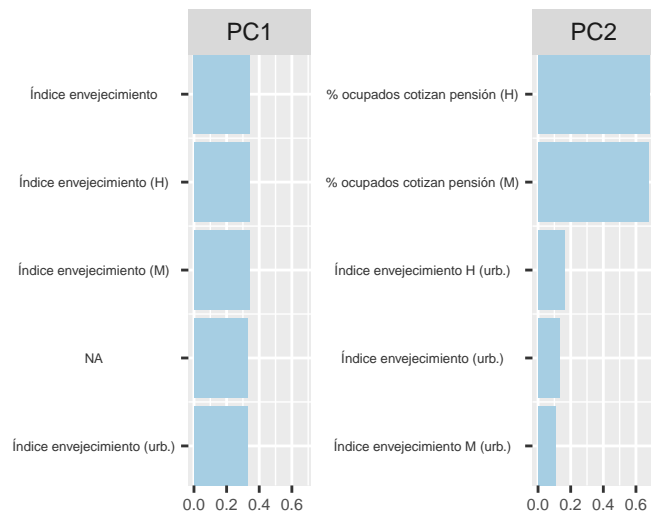 PC1
Índice envejecimiento
Índice envejecimiento (H)
Índice envejecimiento (M)
NA
Índice envejecimiento (urb.)
0.0 0.2 0.4 0.6
PC2
% ocupados cotizan pensión (H)
% ocupados cotizan pensión (M)
Índice envejecimiento H (urb.)
Índice envejecimiento (urb.)
Índice envejecimiento M (urb.)
0.0 0.2 0.4 0.6